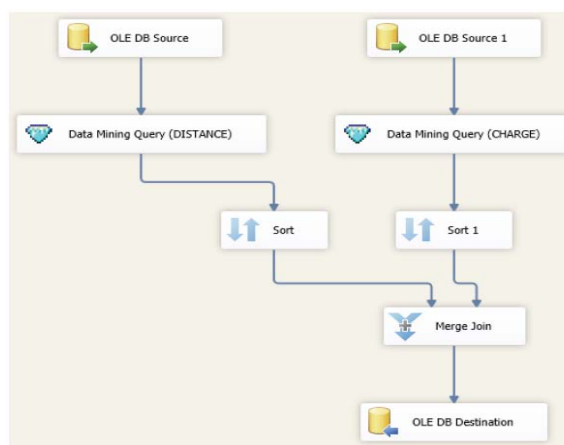 OLE DB Source
OLE DB Source 1
Data Mining Query (DISTANCE)
Data Mining Query (CHARGE)
Sort
Sort 1
Merge Join
OLE DB Destination